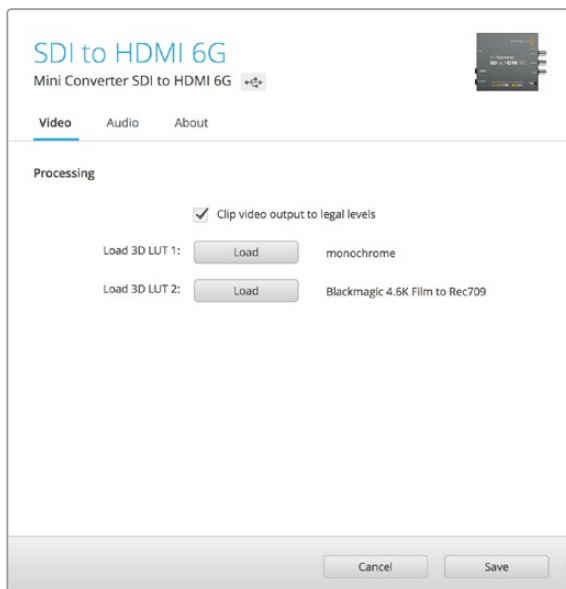 SDI to HDMI 6G
Mini Converter SDI to HDMI 6G
Video Audio About
Processing
Clip video output to legal levels
Load 3D LUT 1: Load monochrome
Load 3D LUT 2: Load Blackmagic 4.6K Film to Rec709
Cancel Save